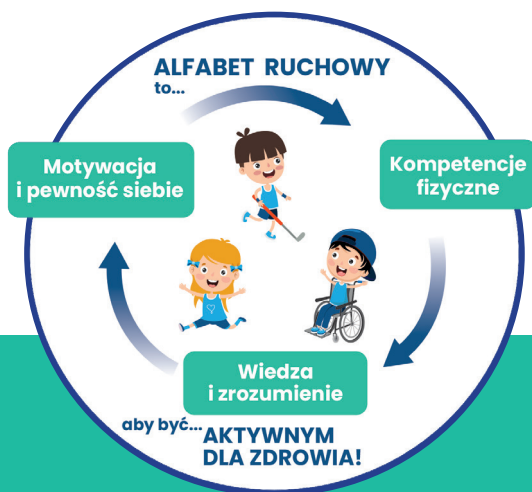 ALFABET RUCHOWY
to...
Motywacja
i pewność siebie
Kompetencje
fizyczne
Wiedza
i zrozumienie
aby być...
AKTYWNYM
DLA ZDROWIA!